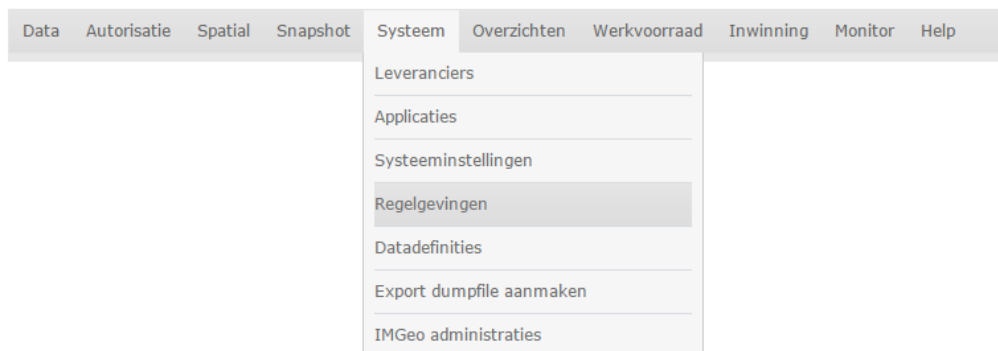 Data Autorisatie Spatial Snapshot Systeem Overzichten Werkvoorraad Inwinning Monitor Help
Leveranciers
Applicaties
Systeeminstellingen
Regelgevingen
Datadefinities
Export dumpfile aanmaken
IMGeo administraties